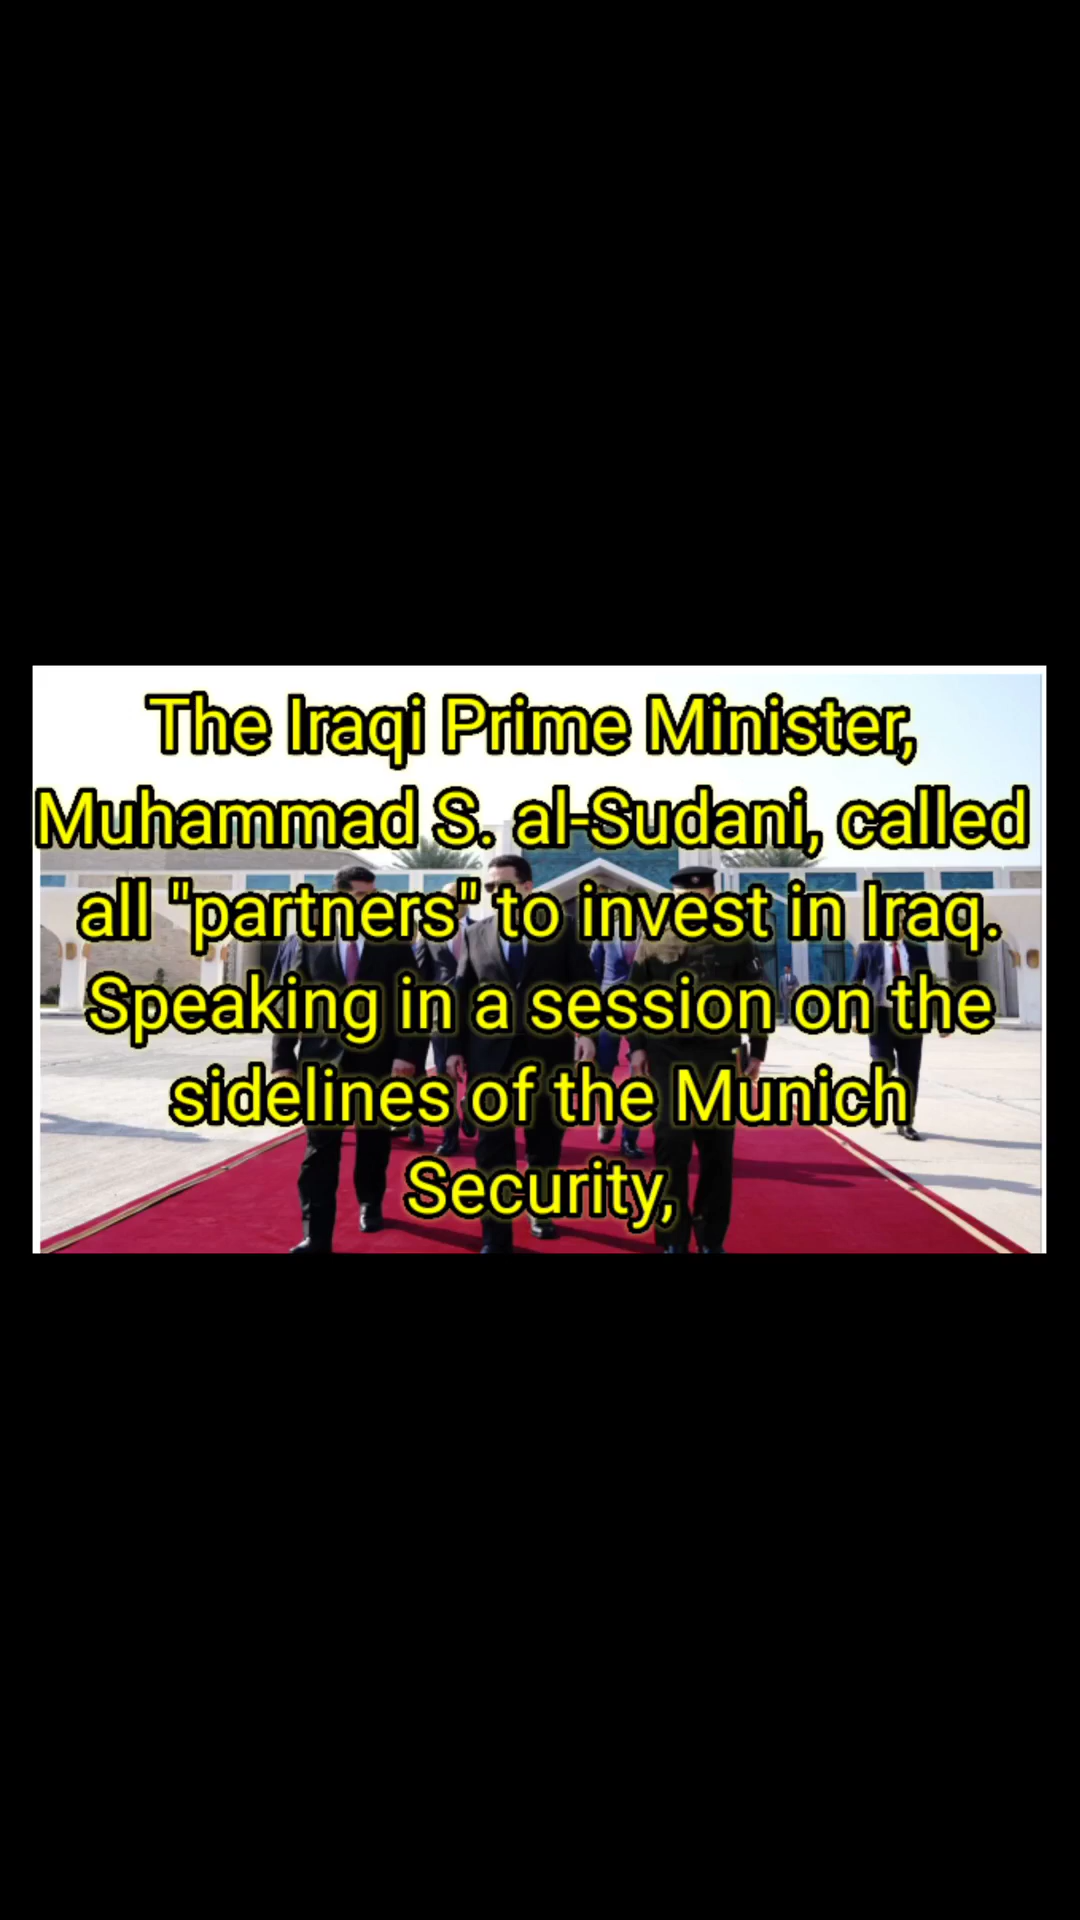 The Iraqi Prime Minister,
Muhammad S. al-Sudani, called
all "partners" to invest in Iraq.
Speaking in a session on the
sidelines of the Munich
Security,